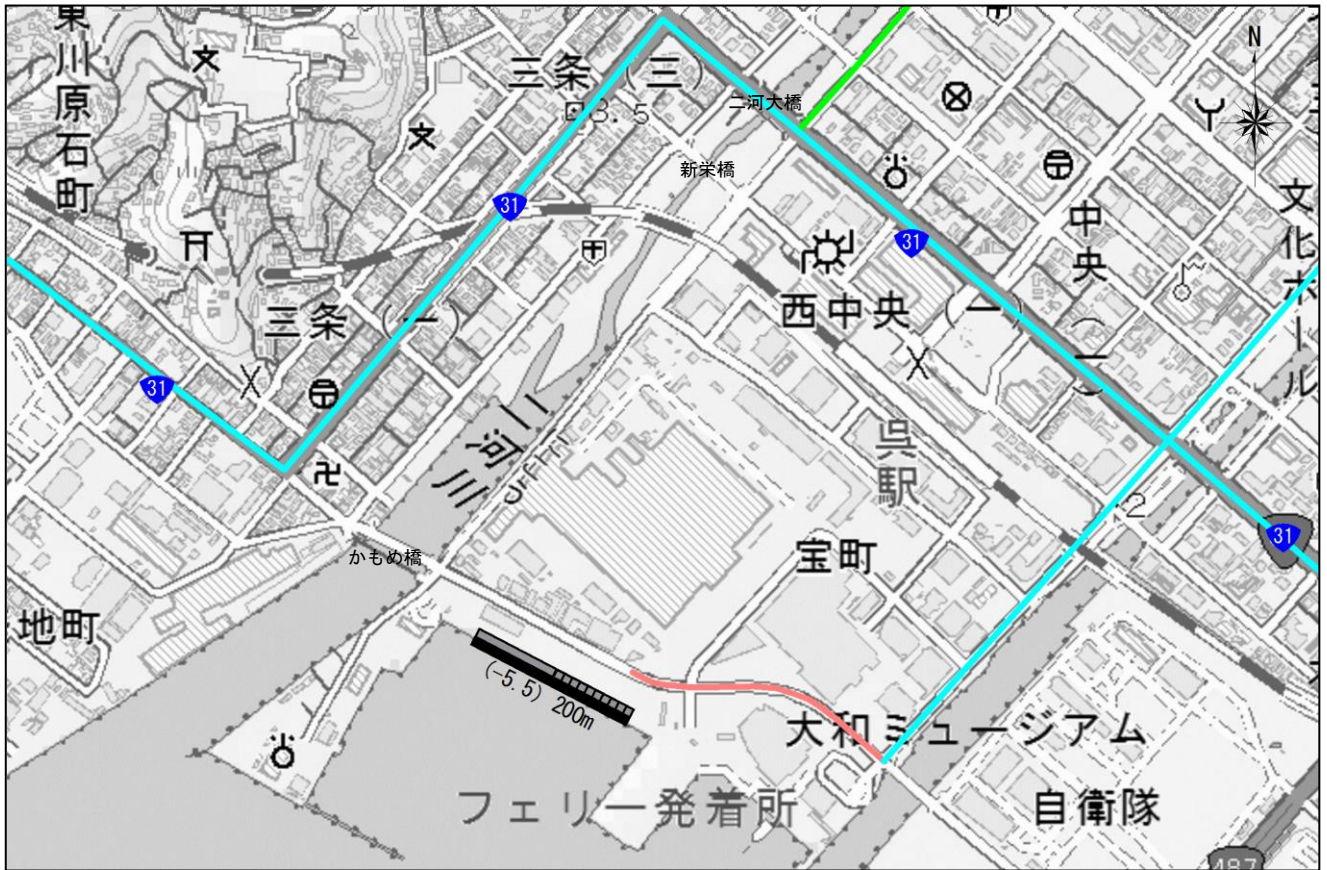 東川原石町
三条(三)
8.5
二河大橋
新栄橋
N
31
31
文化ホール
中央(一)
西中央(一)
三条(一)
31
二河川
呉駅
2
31
かもめ橋
宝町
地町
(-5.5) 200m
大和ミュージアム
フェリー発着所
自衛隊
487